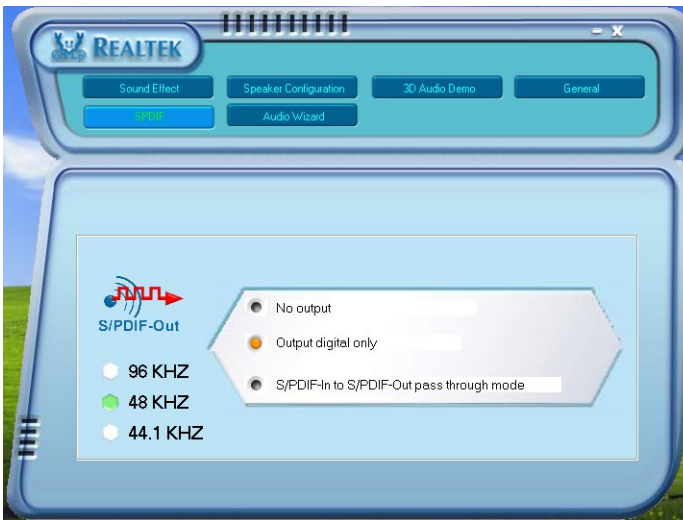 REALTEK
Sound Effect
Speaker Configuration
3D Audio Demo
General
SPDIF
Audio Wizard
S/PDIF-Out
No output
Output digital only
S/PDIF-In to S/PDIF-Out pass through mode
96 KHZ
48 KHZ
44.1 KHZ